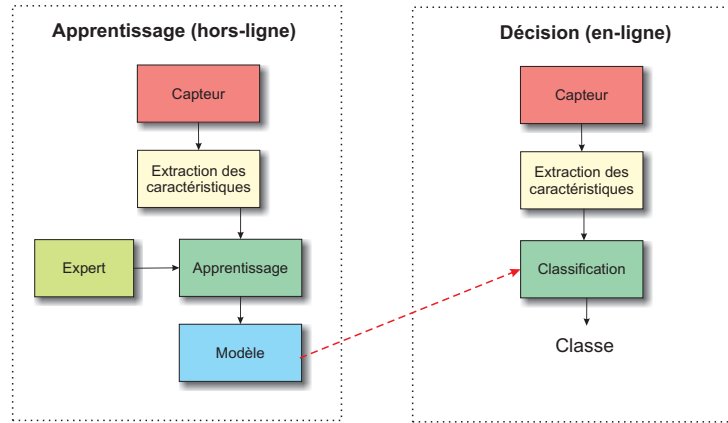 Apprentissage (hors-ligne)
Capteur
Extraction des
caractéristiques
Expert
Apprentissage
Modèle
Décision (en-ligne)
Capteur
Extraction des
caractéristiques
Classification
Classe